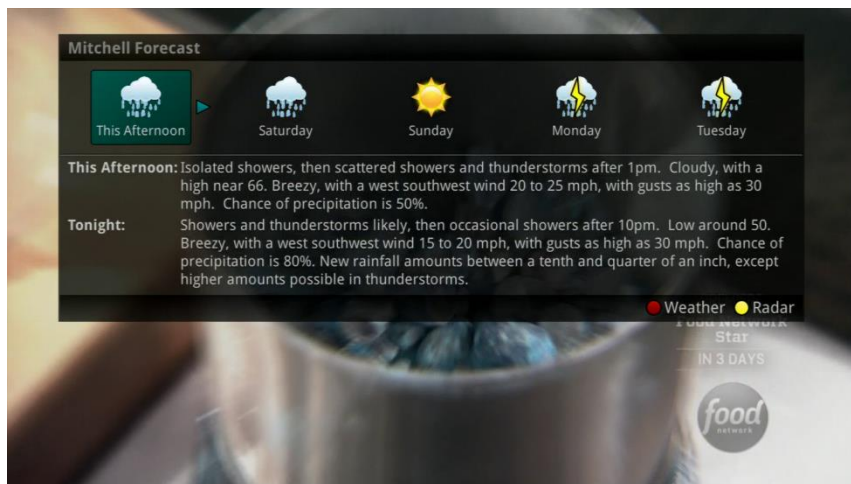 Mitchell Forecast
This Afternoon
Saturday
Sunday
Monday
Tuesday
This Afternoon: Isolated showers, then scattered showers and thunderstorms after 1pm. Cloudy, with a
high near 66. Breezy, with a west southwest wind 20 to 25 mph, with gusts as high as 30
mph. Chance of precipitation is 50%.
Tonight: Showers and thunderstorms likely, then occasional showers after 10pm. Low around 50.
Breezy, with a west southwest wind 15 to 20 mph, with gusts as high as 30 mph. Chance of
precipitation is 80%. New rainfall amounts between a tenth and quarter of an inch, except
higher amounts possible in thunderstorms.
Weather
Radar
Food Network
Star
IN 3 DAYS
food
network